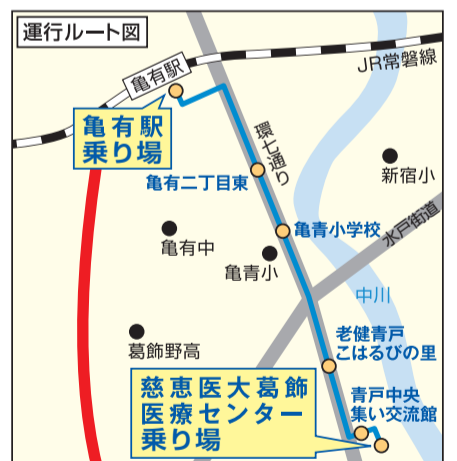 運行ルート図
亀有駅
JR常磐線
亀有駅
乗り場
環七通り
新宿小
亀有二丁目東
亀青小学校
水戸街道
亀有中
亀青小
中川
葛飾野高
老健青戸
こはるびの里
慈恵医大葛飾
医療センター
乗り場
青戸中央
集い交流館